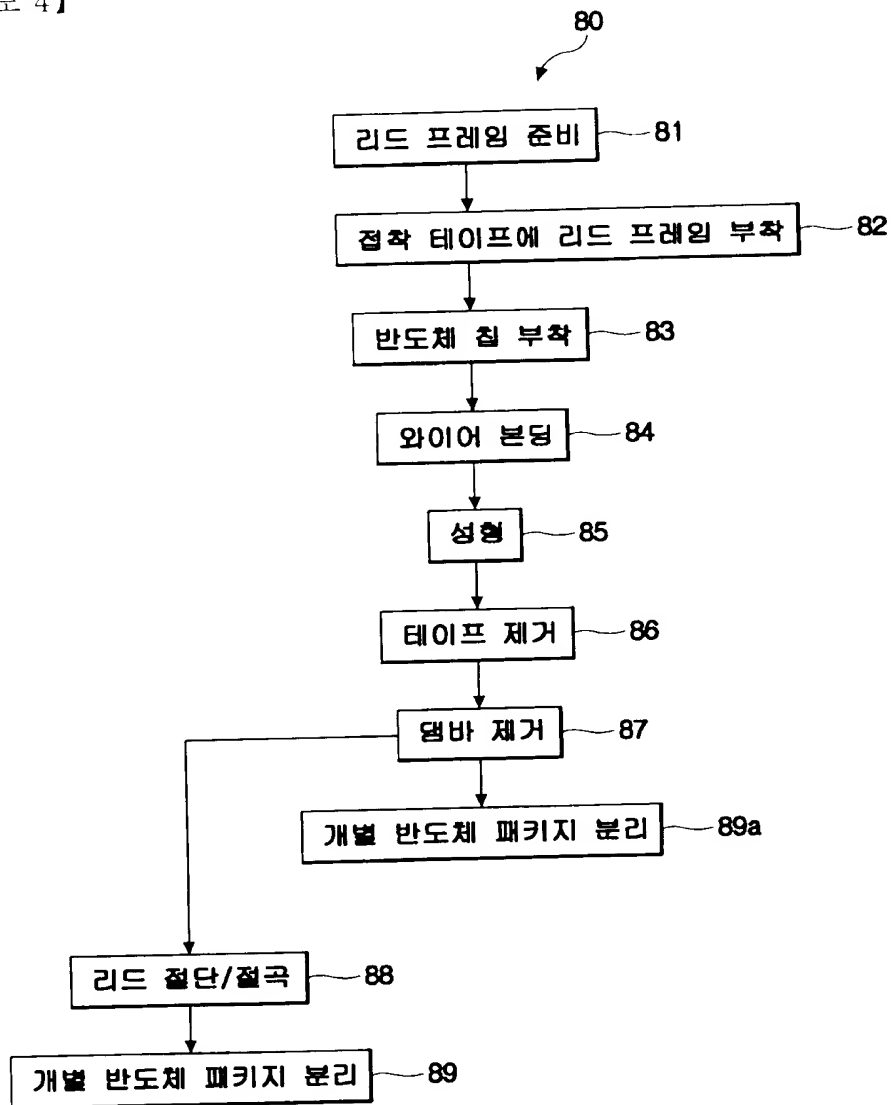 도 4】
80
리드 프레임 준비 81
접착 테이프에 리드 프레임 부착 82
반도체 칩 부착 83
와이어 본딩 84
성형 85
테이프 제거 86
댐바 제거 87
개별 반도체 패키지 분리 89a
리드 절단/절곡 88
개별 반도체 패키지 분리 89